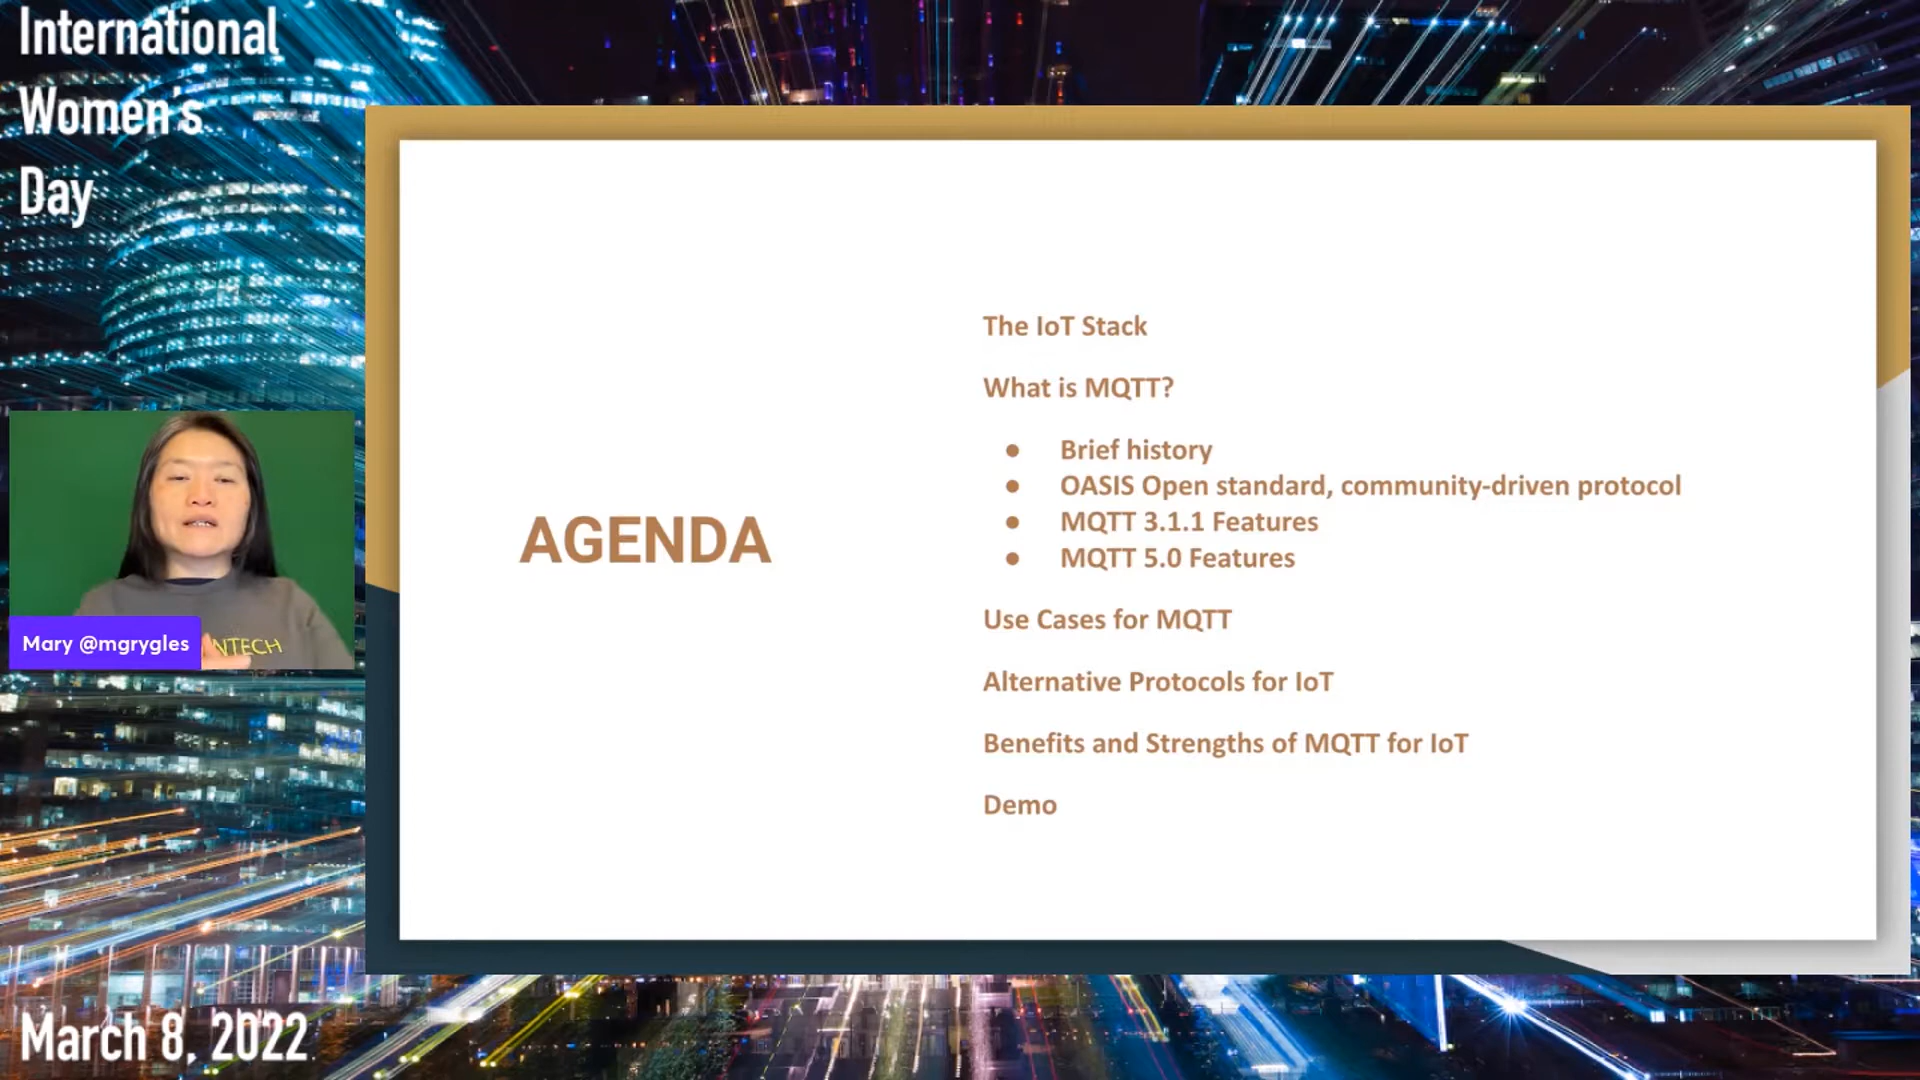 International
Women's
Day
AGENDA
The IoT Stack
What is MQTT?
● Brief history
● OASIS Open standard, community-driven protocol
● MQTT 3.1.1 Features
● MQTT 5.0 Features
Use Cases for MQTT
Alternative Protocols for IoT
Benefits and Strengths of MQTT for IoT
Demo
Mary @mgrygles
NTECH
March 8, 2022